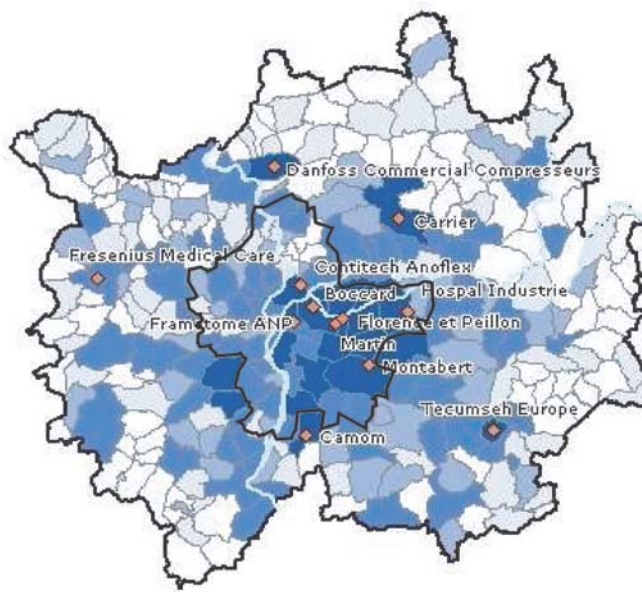 Danfoss Commercial Compresseurs
Carrier
Fresenius Medical Care
Contitech Anoflex
Boccard
Hospal Industrie
Framatome ANP
Florence et Peillon
Martin
Montabert
Tecumseh Europe
Camom